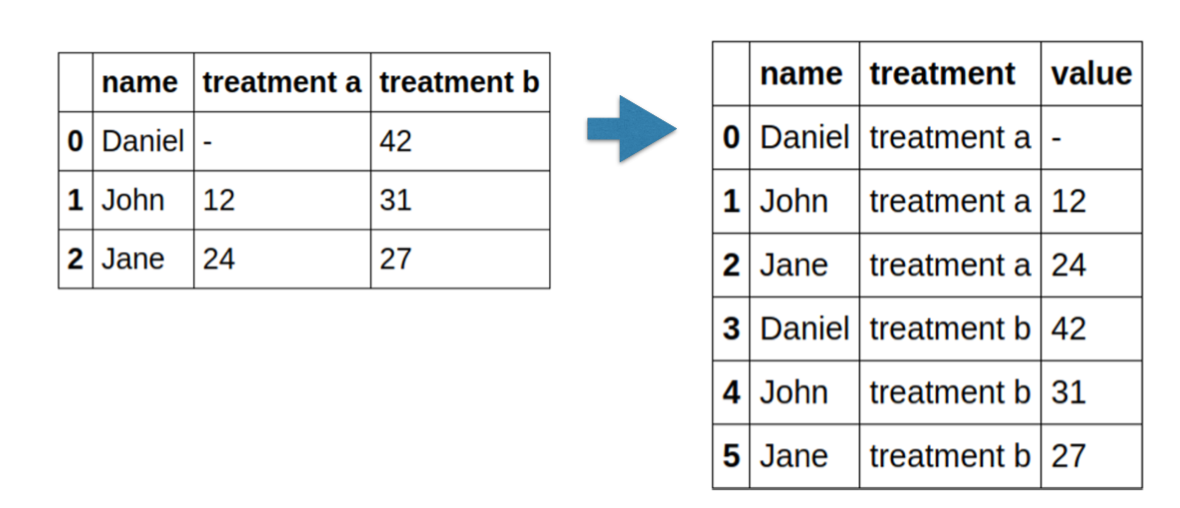 name treatment a treatment b
0 Daniel - 42
1 John 12 31
2 Jane 24 27
name treatment value
0 Daniel treatment a -
1 John treatment a 12
2 Jane treatment a 24
3 Daniel treatment b 42
4 John treatment b 31
5 Jane treatment b 27